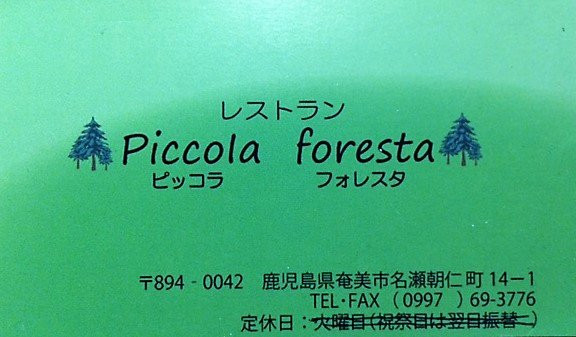 レストラン
Piccola foresta
ピッコラ フォレスタ
〒894‐0042 鹿児島県奄美市名瀬朝仁町14−1
TEL・FAX (0997 )69-3776
定休日:火曜日(祝祭日は翌日振替 )